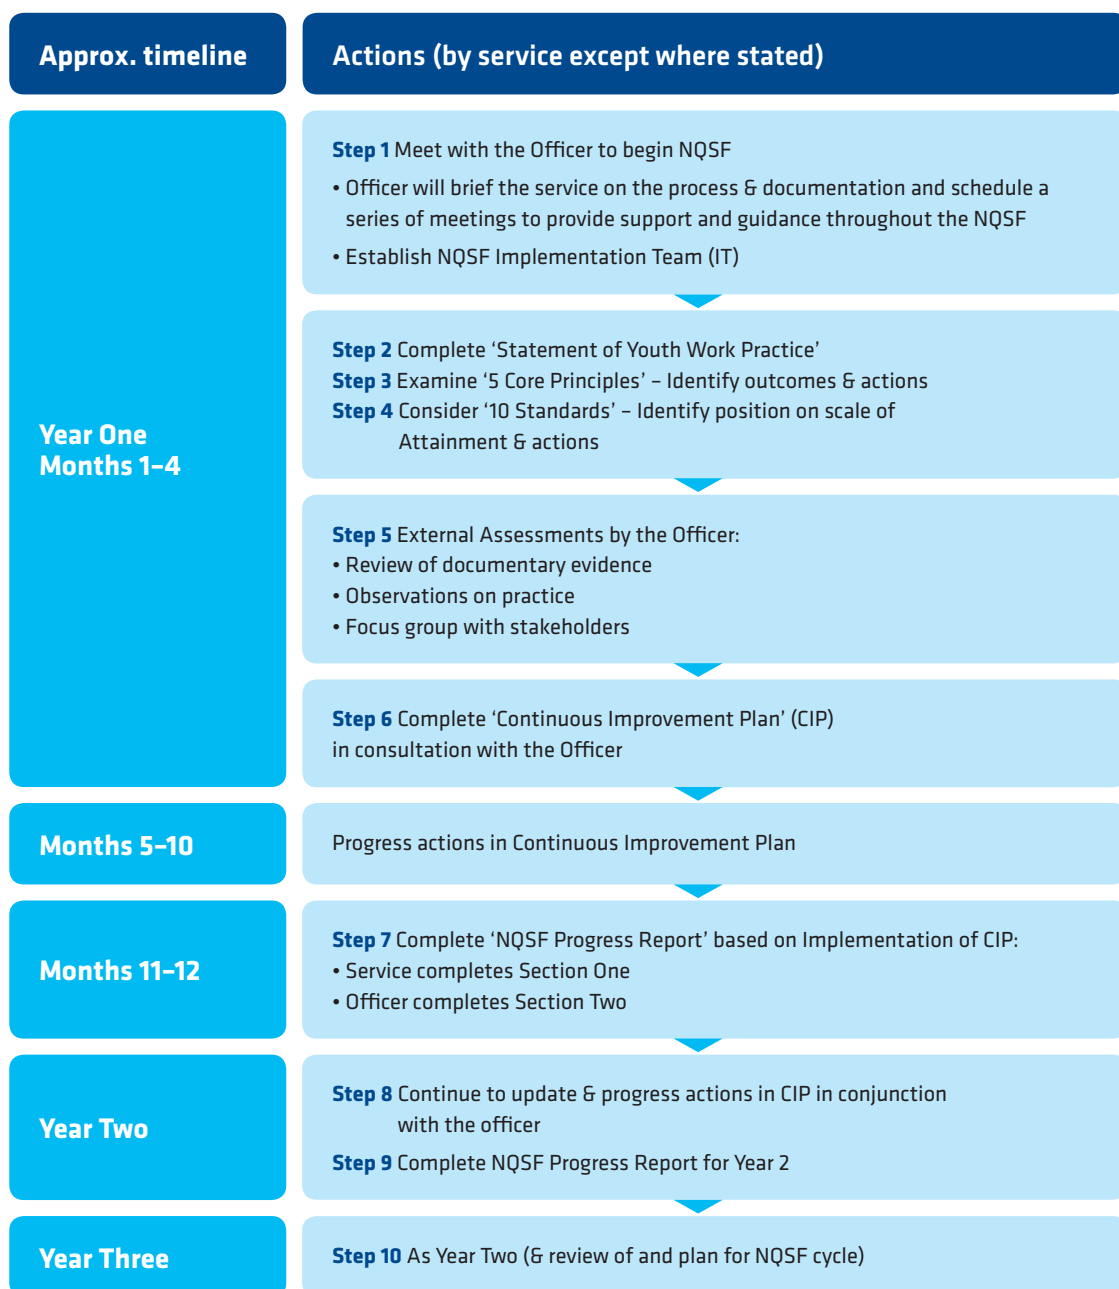 Approx. timeline
Actions (by service except where stated)
Year One
Months 1–4
Step 1 Meet with the Officer to begin NQSF
• Officer will brief the service on the process & documentation and schedule a
series of meetings to provide support and guidance throughout the NQSF
• Establish NQSF Implementation Team (IT)
Step 2 Complete ‘Statement of Youth Work Practice’
Step 3 Examine ‘5 Core Principles’ – Identify outcomes & actions
Step 4 Consider ‘10 Standards’ – Identify position on scale of
Attainment & actions
Step 5 External Assessments by the Officer:
• Review of documentary evidence
• Observations on practice
• Focus group with stakeholders
Step 6 Complete ‘Continuous Improvement Plan’ (CIP)
in consultation with the Officer
Months 5–10
Progress actions in Continuous Improvement Plan
Months 11–12
Step 7 Complete ‘NQSF Progress Report’ based on Implementation of CIP:
• Service completes Section One
• Officer completes Section Two
Year Two
Step 8 Continue to update & progress actions in CIP in conjunction
with the officer
Step 9 Complete NQSF Progress Report for Year 2
Year Three
Step 10 As Year Two (& review of and plan for NQSF cycle)